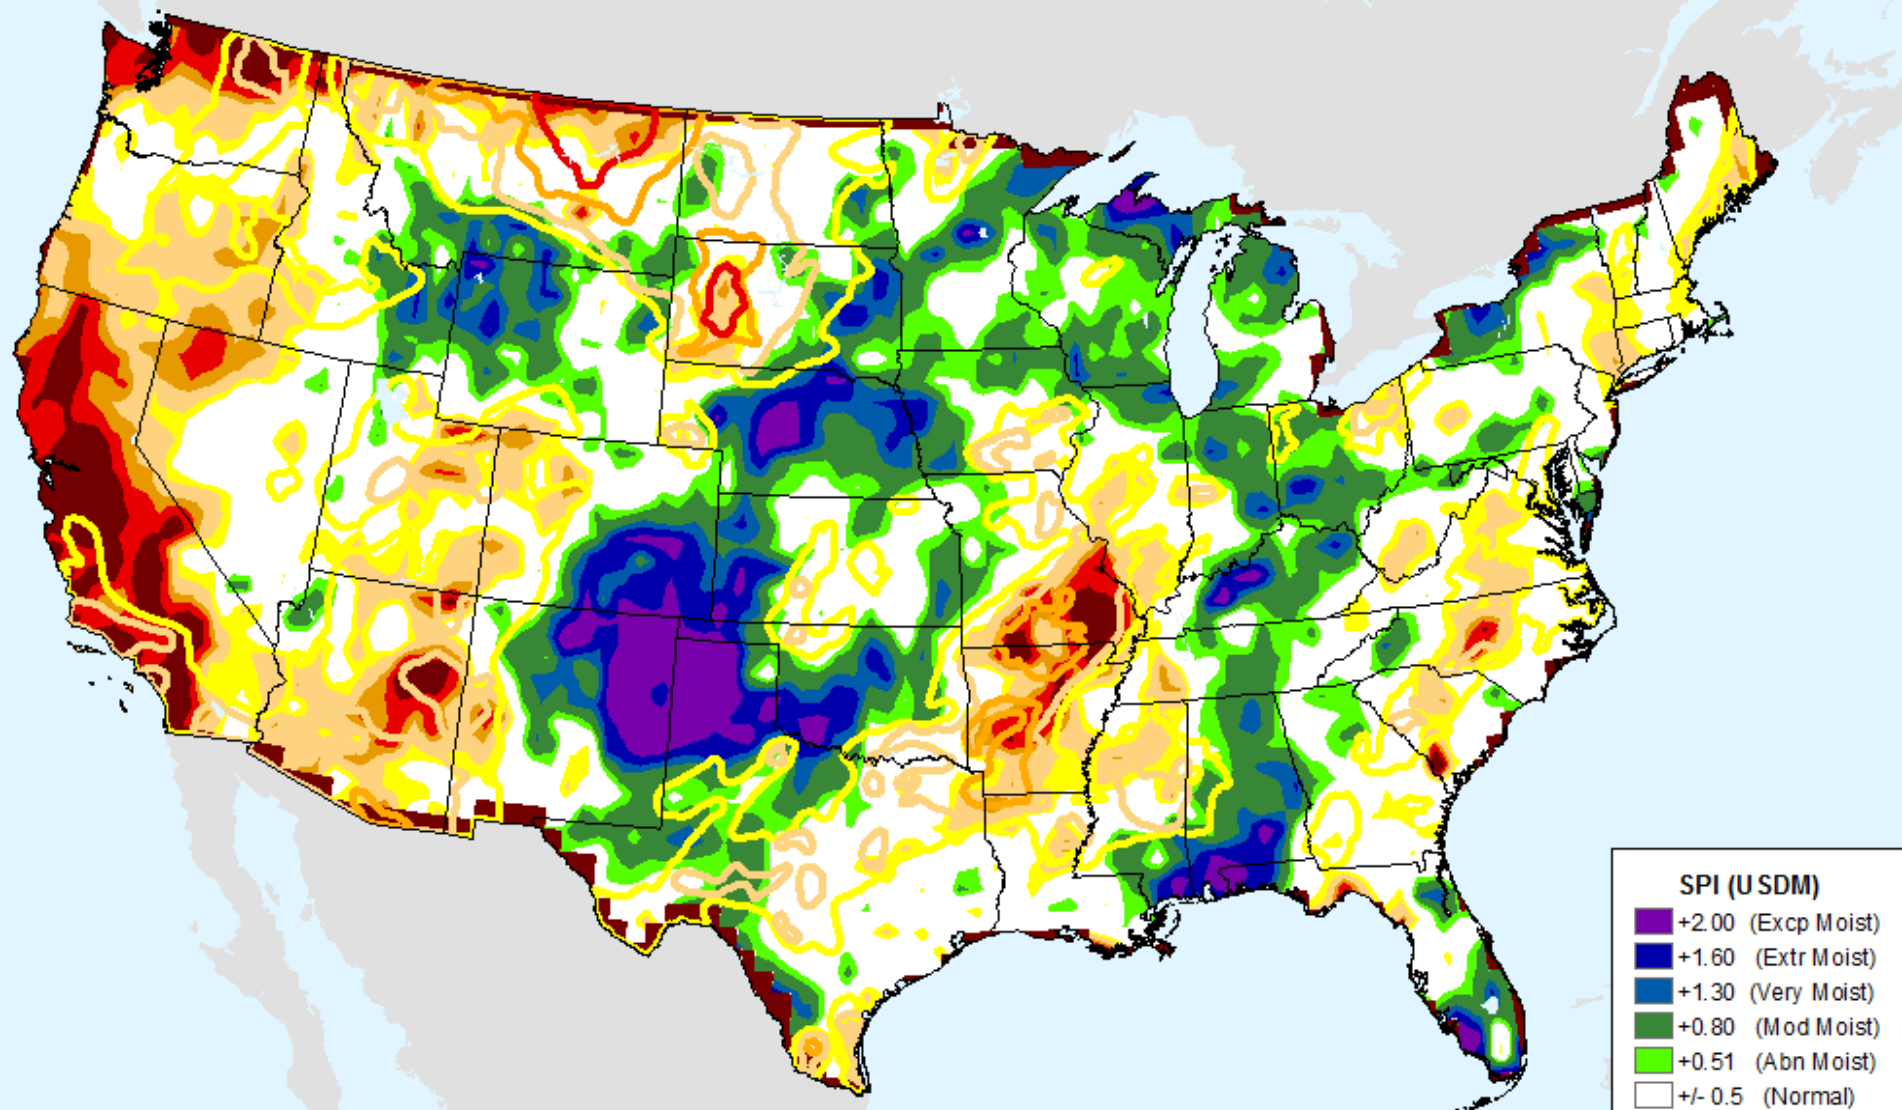 SPI (USDM)
+2.00 (Excp Moist)
+1.60 (Extr Moist)
+1.30 (Very Moist)
+0.80 (Mod Moist)
+0.51 (Abn Moist)
+/- 0.5 (Normal)